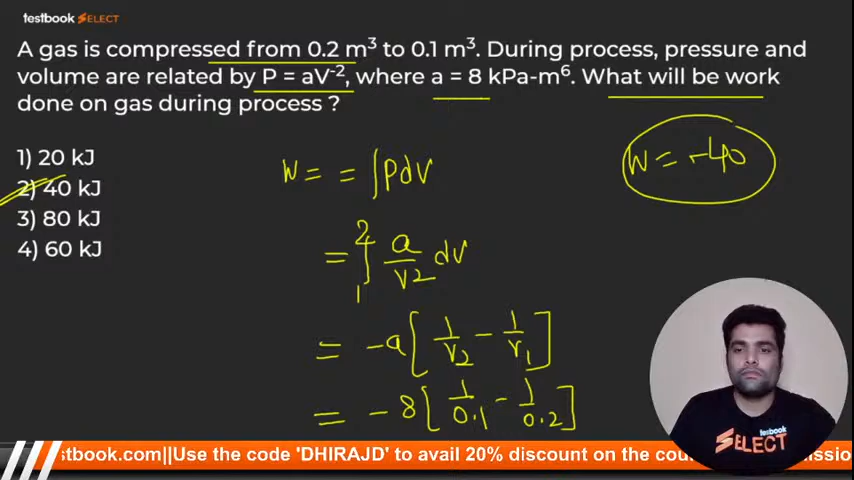 testbook SELECT
A gas is compressed from 0.2 m³ to 0.1 m³. During process, pressure and
volume are related by P = aV⁻², where a = 8 kPa-m⁶. What will be work
done on gas during process ?
1) 20 kJ
2) 40 kJ
3) 80 kJ
4) 60 kJ
W = = ∫PdV
= ∫₁² a/V2 dV
= -a[1/V2 - 1/V1]
= -8[1/0.1 - 1/0.2]
W = -40
testbook
SELECT
stbook.com||Use the code 'DHIRAJD' to avail 20% discount on the cou
missio